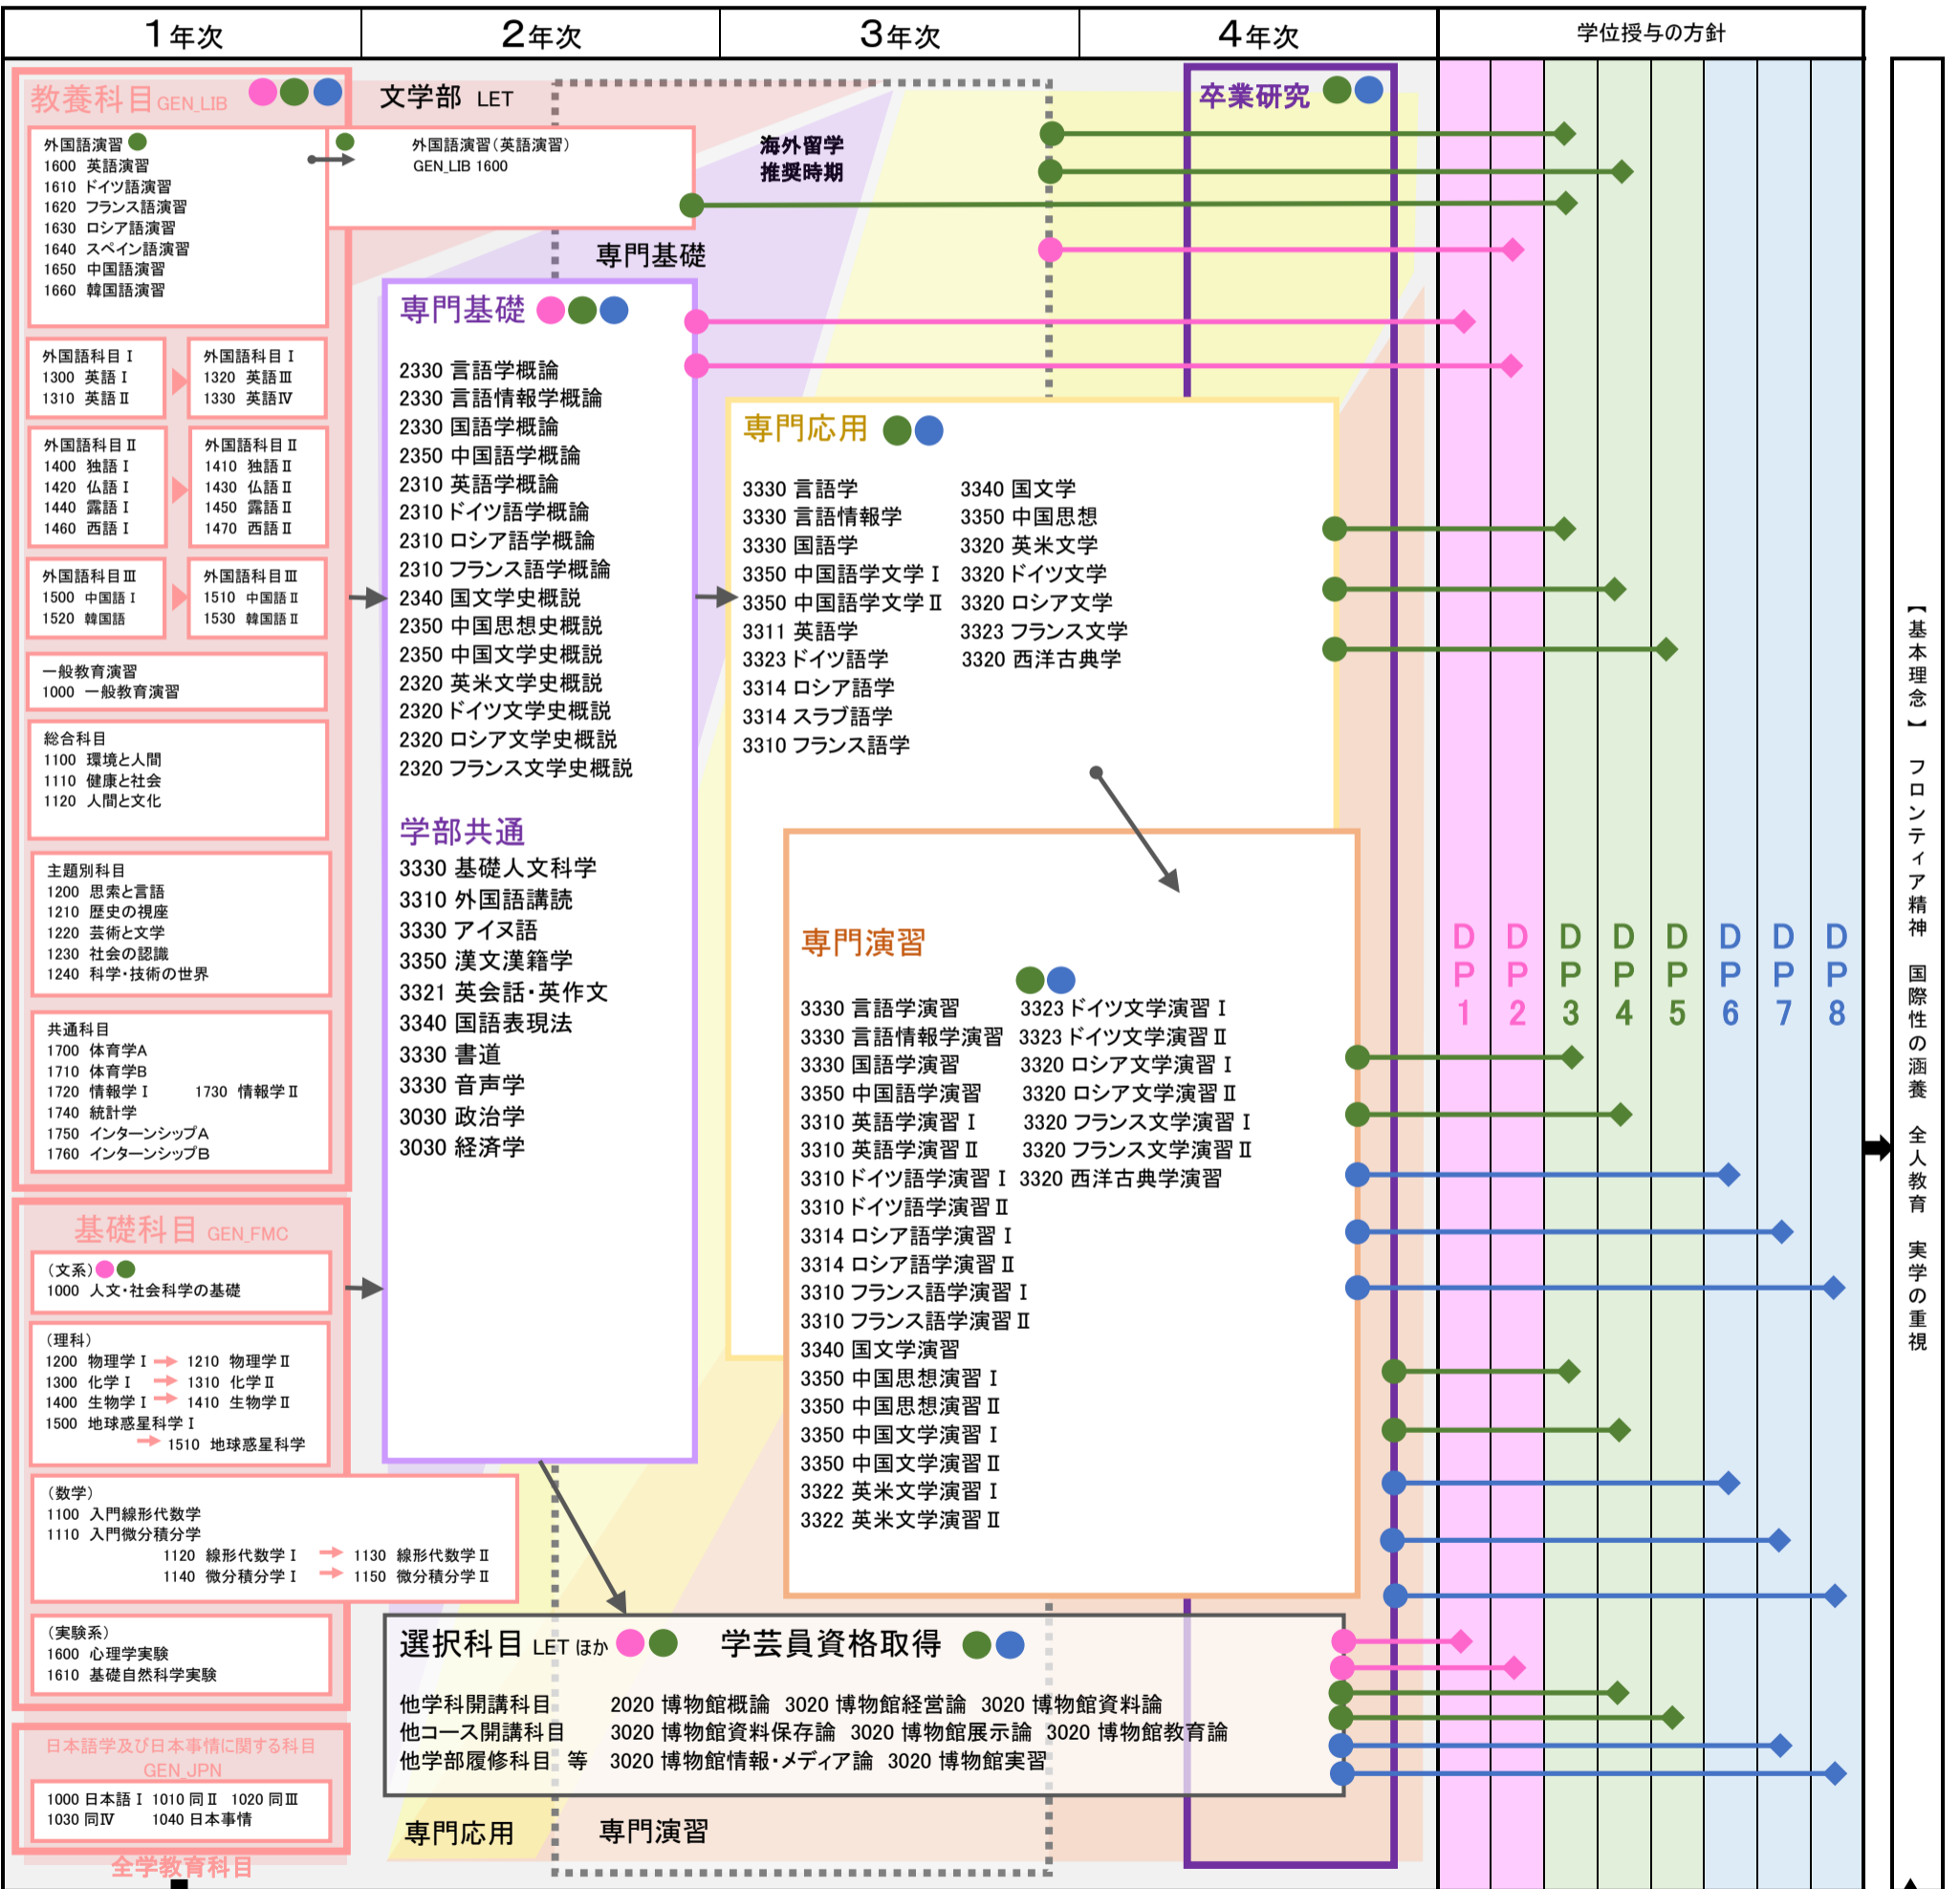 1年次
2年次
3年次
4年次
学位授与の方針
教養科目 GEN_LIB
外国語演習
1600 英語演習
1610 ドイツ語演習
1620 フランス語演習
1630 ロシア語演習
1640 スペイン語演習
1650 中国語演習
1660 韓国語演習
外国語科目Ⅰ
1300 英語Ⅰ
1310 英語Ⅱ
外国語科目Ⅰ
1320 英語Ⅲ
1330 英語Ⅳ
外国語科目Ⅱ
1400 独語Ⅰ
1420 仏語Ⅰ
1440 露語Ⅰ
1460 西語Ⅰ
外国語科目Ⅱ
1410 独語Ⅱ
1430 仏語Ⅱ
1450 露語Ⅱ
1470 西語Ⅱ
外国語科目Ⅲ
1500 中国語Ⅰ
1520 韓国語
外国語科目Ⅲ
1510 中国語Ⅱ
1530 韓国語Ⅱ
一般教育演習
1000 一般教育演習
総合科目
1100 環境と人間
1110 健康と社会
1120 人間と文化
主題別科目
1200 思索と言語
1210 歴史の視座
1220 芸術と文学
1230 社会の認識
1240 科学・技術の世界
共通科目
1700 体育学A
1710 体育学B
1720 情報学Ⅰ 1730 情報学Ⅱ
1740 統計学
1750 インターンシップA
1760 インターンシップB
基礎科目 GEN_FMC
(文系)
1000 人文・社会科学の基礎
(理科)
1200 物理学Ⅰ 1210 物理学Ⅱ
1300 化学Ⅰ 1310 化学Ⅱ
1400 生物学Ⅰ 1410 生物学Ⅱ
1500 地球惑星科学Ⅰ
1510 地球惑星科学
(数学)
1100 入門線形代数学
1110 入門微分積分学
1120 線形代数学Ⅰ 1130 線形代数学Ⅱ
1140 微分積分学Ⅰ 1150 微分積分学Ⅱ
(実験系)
1600 心理学実験
1610 基礎自然科学実験
日本語学及び日本事情に関する科目
GEN_JPN
1000 日本語Ⅰ 1010 同Ⅱ 1020 同Ⅲ
1030 同Ⅳ 1040 日本事情
全学教育科目
文学部 LET
外国語演習(英語演習)
GEN_LIB 1600
海外留学
推奨時期
専門基礎
専門基礎
2330 言語学概論
2330 言語情報学概論
2330 国語学概論
2350 中国語学概論
2310 英語学概論
2310 ドイツ語学概論
2310 ロシア語学概論
2310 フランス語学概論
2340 国文学史概説
2350 中国思想史概説
2350 中国文学史概説
2320 英米文学史概説
2320 ドイツ文学史概説
2320 ロシア文学史概説
2320 フランス文学史概説
学部共通
3330 基礎人文科学
3310 外国語講読
3330 アイヌ語
3350 漢文漢籍学
3321 英会話・英作文
3340 国語表現法
3330 書道
3330 音声学
3030 政治学
3030 経済学
卒業研究
専門応用
3330 言語学
3330 言語情報学
3330 国語学
3350 中国語学文学Ⅰ
3350 中国語学文学Ⅱ
3311 英語学
3323 ドイツ語学
3314 ロシア語学
3314 スラブ語学
3310 フランス語学
3340 国文学
3350 中国思想
3320 英米文学
3320 ドイツ文学
3320 ロシア文学
3323 フランス文学
3320 西洋古典学
専門演習
3330 言語学演習
3330 言語情報学演習
3330 国語学演習
3350 中国語学演習
3310 英語学演習Ⅰ
3310 英語学演習Ⅱ
3310 ドイツ語学演習Ⅰ
3310 ドイツ語学演習Ⅱ
3314 ロシア語学演習Ⅰ
3314 ロシア語学演習Ⅱ
3310 フランス語学演習Ⅰ
3310 フランス語学演習Ⅱ
3340 国文学演習
3350 中国思想演習Ⅰ
3350 中国思想演習Ⅱ
3350 中国文学演習Ⅰ
3350 中国文学演習Ⅱ
3322 英米文学演習Ⅰ
3322 英米文学演習Ⅱ
3323 ドイツ文学演習Ⅰ
3323 ドイツ文学演習Ⅱ
3320 ロシア文学演習Ⅰ
3320 ロシア文学演習Ⅱ
3320 フランス文学演習Ⅰ
3320 フランス文学演習Ⅱ
3320 西洋古典学演習
選択科目 LET ほか 学芸員資格取得
他学科開講科目 2020 博物館概論 3020 博物館経営論 3020 博物館資料論
他コース開講科目 3020 博物館資料保存論 3020 博物館展示論 3020 博物館教育論
他学部履修科目 等 3020 博物館情報・メディア論 3020 博物館実習
専門応用
専門演習
DP1
DP2
DP3
DP4
DP5
DP6
DP7
DP8
【基本理念】 フロンティア精神 国際性の涵養 全人教育 実学の重視